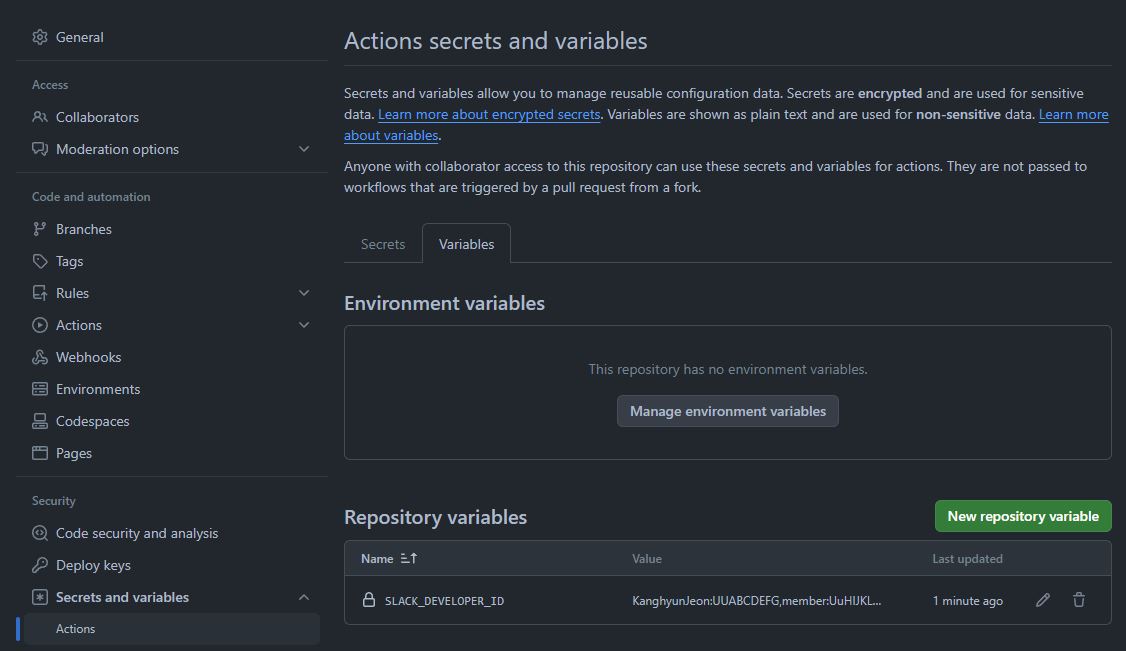 General
Access
Collaborators
Moderation options
Code and automation
Branches
Tags
Rules
Actions
Webhooks
Environments
Codespaces
Pages
Security
Code security and analysis
Deploy keys
Secrets and variables
Actions
Actions secrets and variables
Secrets and variables allow you to manage reusable configuration data. Secrets are encrypted and are used for sensitive
data. Learn more about encrypted secrets. Variables are shown as plain text and are used for non-sensitive data. Learn more
about variables.
Anyone with collaborator access to this repository can use these secrets and variables for actions. They are not passed to
workflows that are triggered by a pull request from a fork.
Secrets Variables
Environment variables
This repository has no environment variables.
Manage environment variables
Repository variables New repository variable
Name Value Last updated
SLACK_DEVELOPER_ID KanghyunJeon:UUABCDEFG,member:UuHIJKL... 1 minute ago